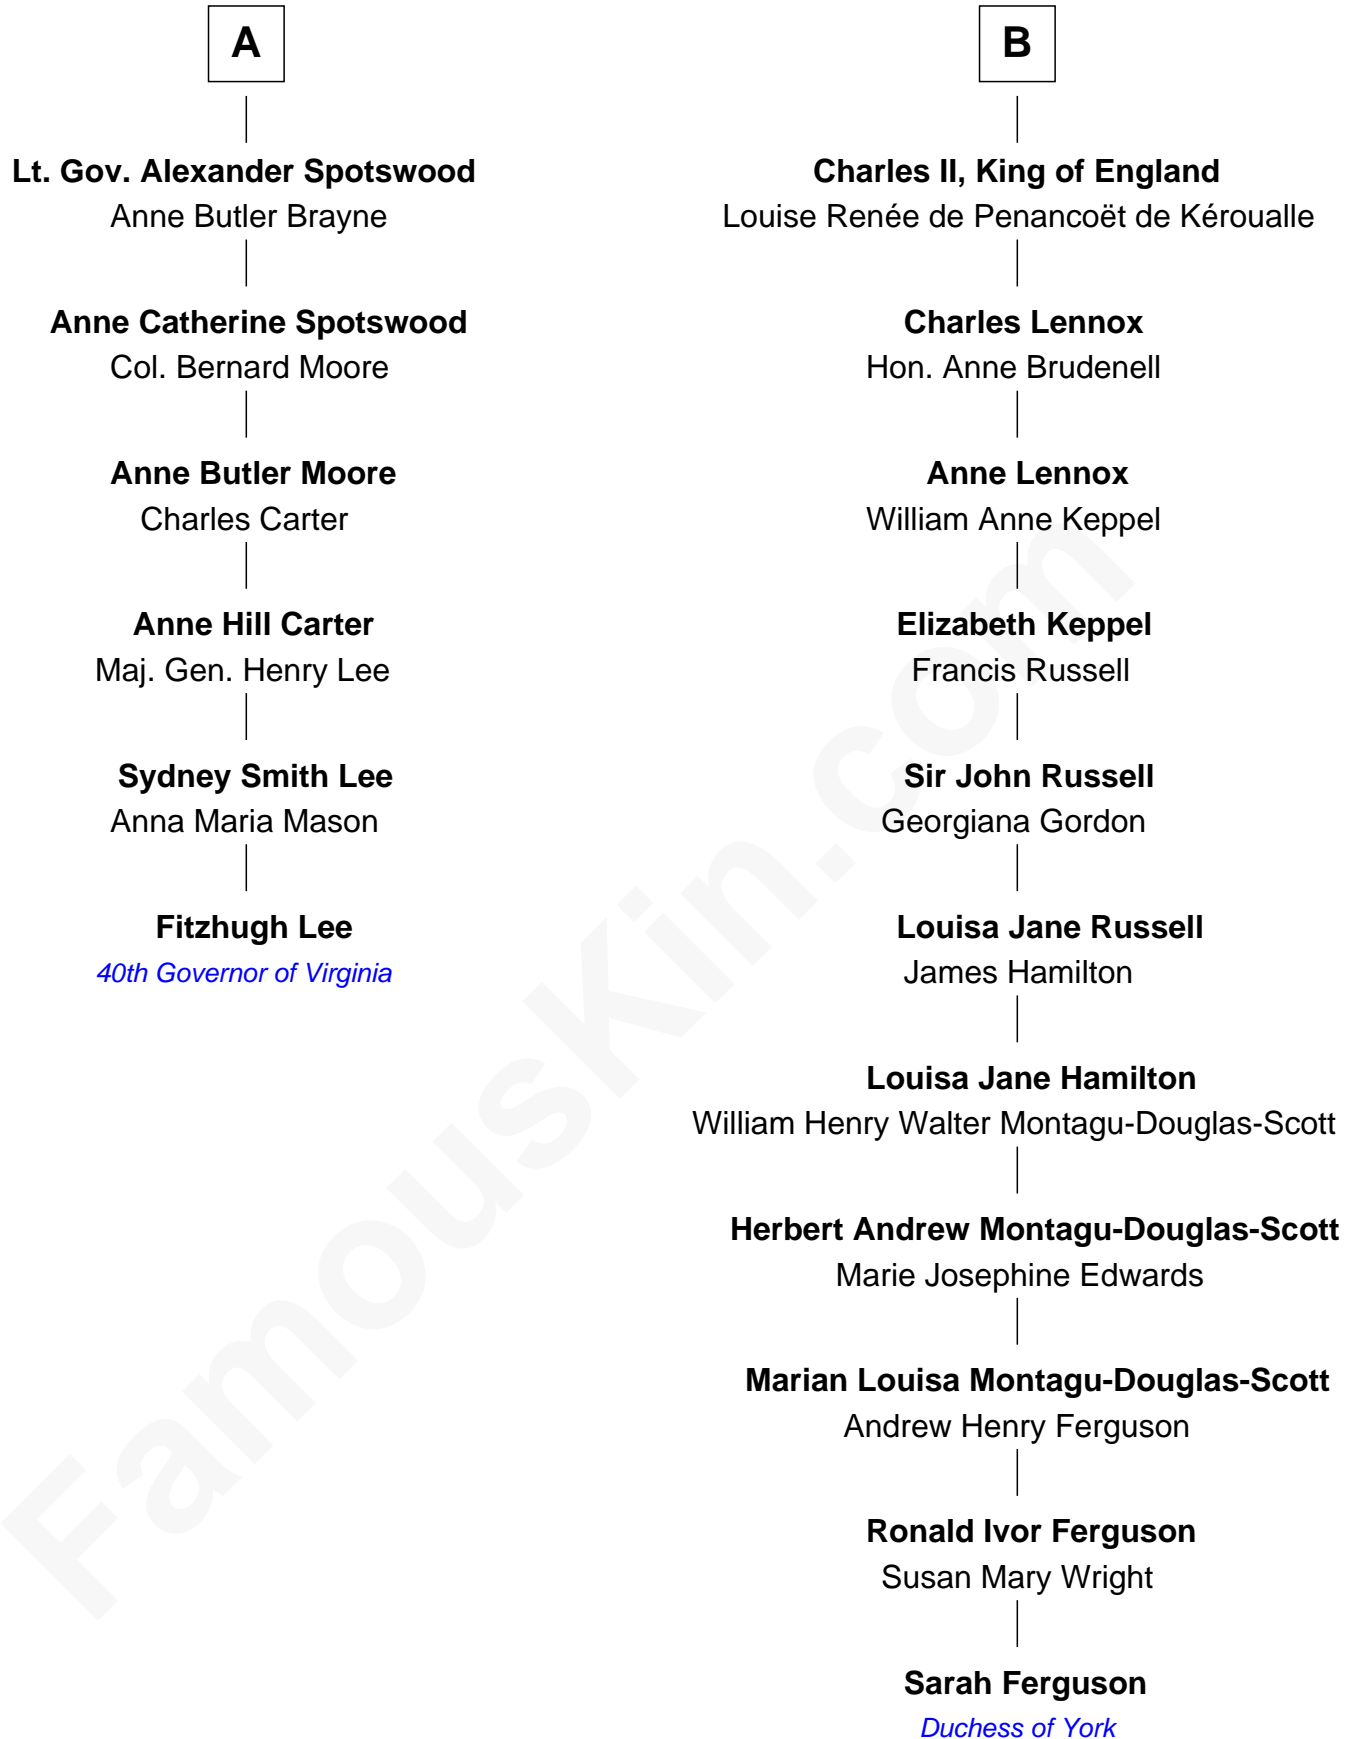 A
Lt. Gov. Alexander Spotswood
Anne Butler Brayne
Anne Catherine Spotswood
Col. Bernard Moore
Anne Butler Moore
Charles Carter
Anne Hill Carter
Maj. Gen. Henry Lee
Sydney Smith Lee
Anna Maria Mason
Fitzhugh Lee
40th Governor of Virginia
B
Charles II, King of England
Louise Renée de Penancoët de Kéroualle
Charles Lennox
Hon. Anne Brudenell
Anne Lennox
William Anne Keppel
Elizabeth Keppel
Francis Russell
Sir John Russell
Georgiana Gordon
Louisa Jane Russell
James Hamilton
Louisa Jane Hamilton
William Henry Walter Montagu-Douglas-Scott
Herbert Andrew Montagu-Douglas-Scott
Marie Josephine Edwards
Marian Louisa Montagu-Douglas-Scott
Andrew Henry Ferguson
Ronald Ivor Ferguson
Susan Mary Wright
Sarah Ferguson
Duchess of York
FamousKin.com